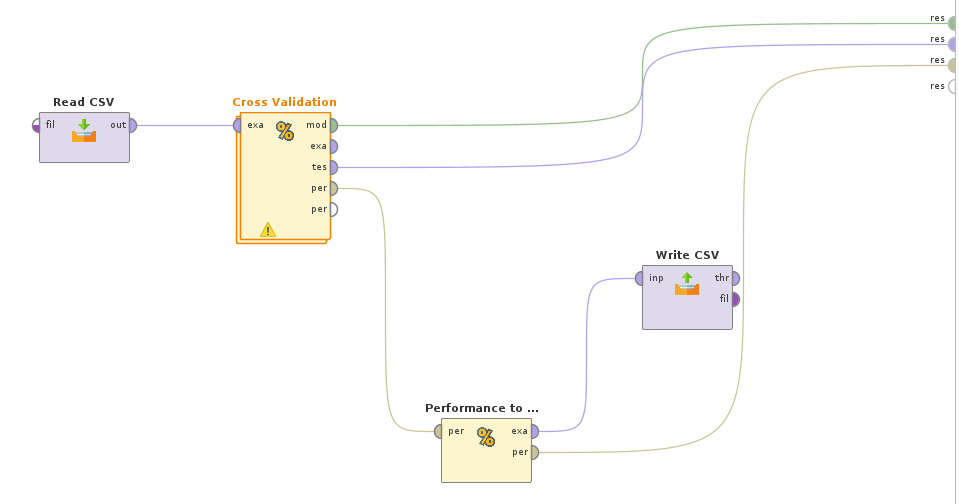 res
res
res
res
Read CSV
fil out
Cross Validation
exa mod
exa
tes
per
per
Write CSV
inp thr
fil
Performance to ...
per exa
per